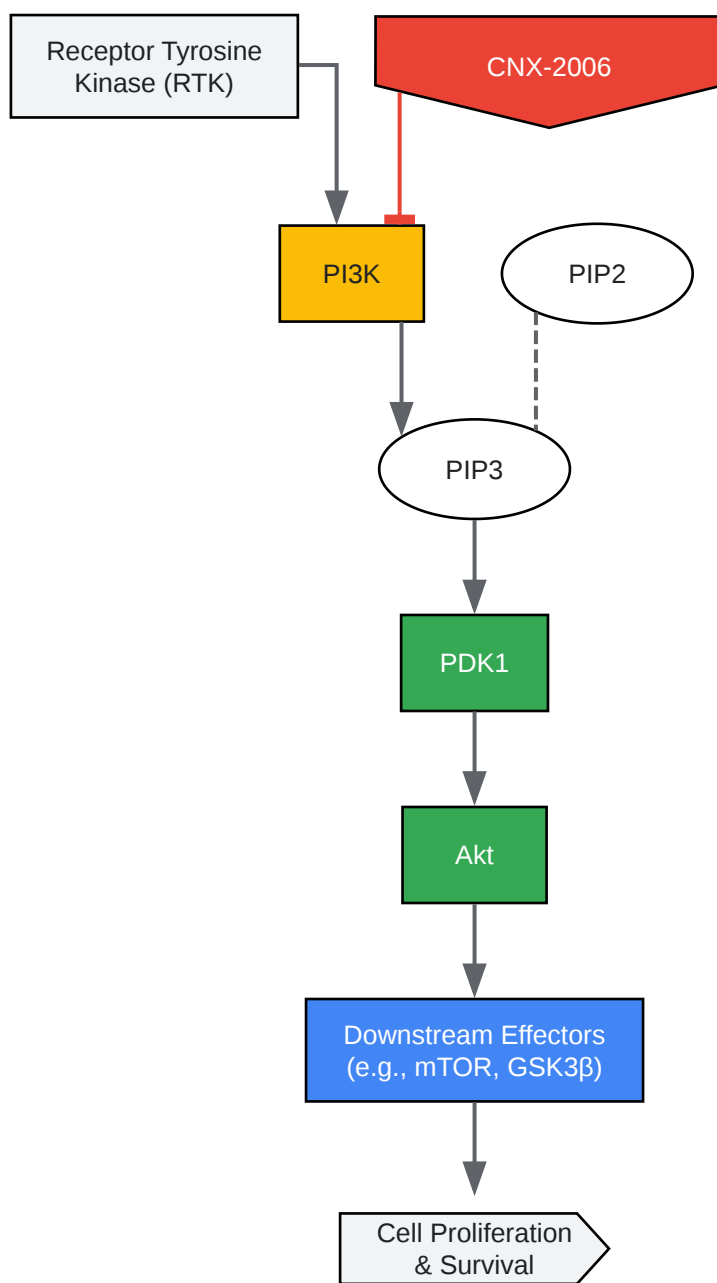 Receptor Tyrosine
Kinase (RTK)
CNX-2006
PI3K
PIP2
PIP3
PDK1
Akt
Downstream Effectors
(e.g., mTOR, GSK3β)
Cell Proliferation
& Survival